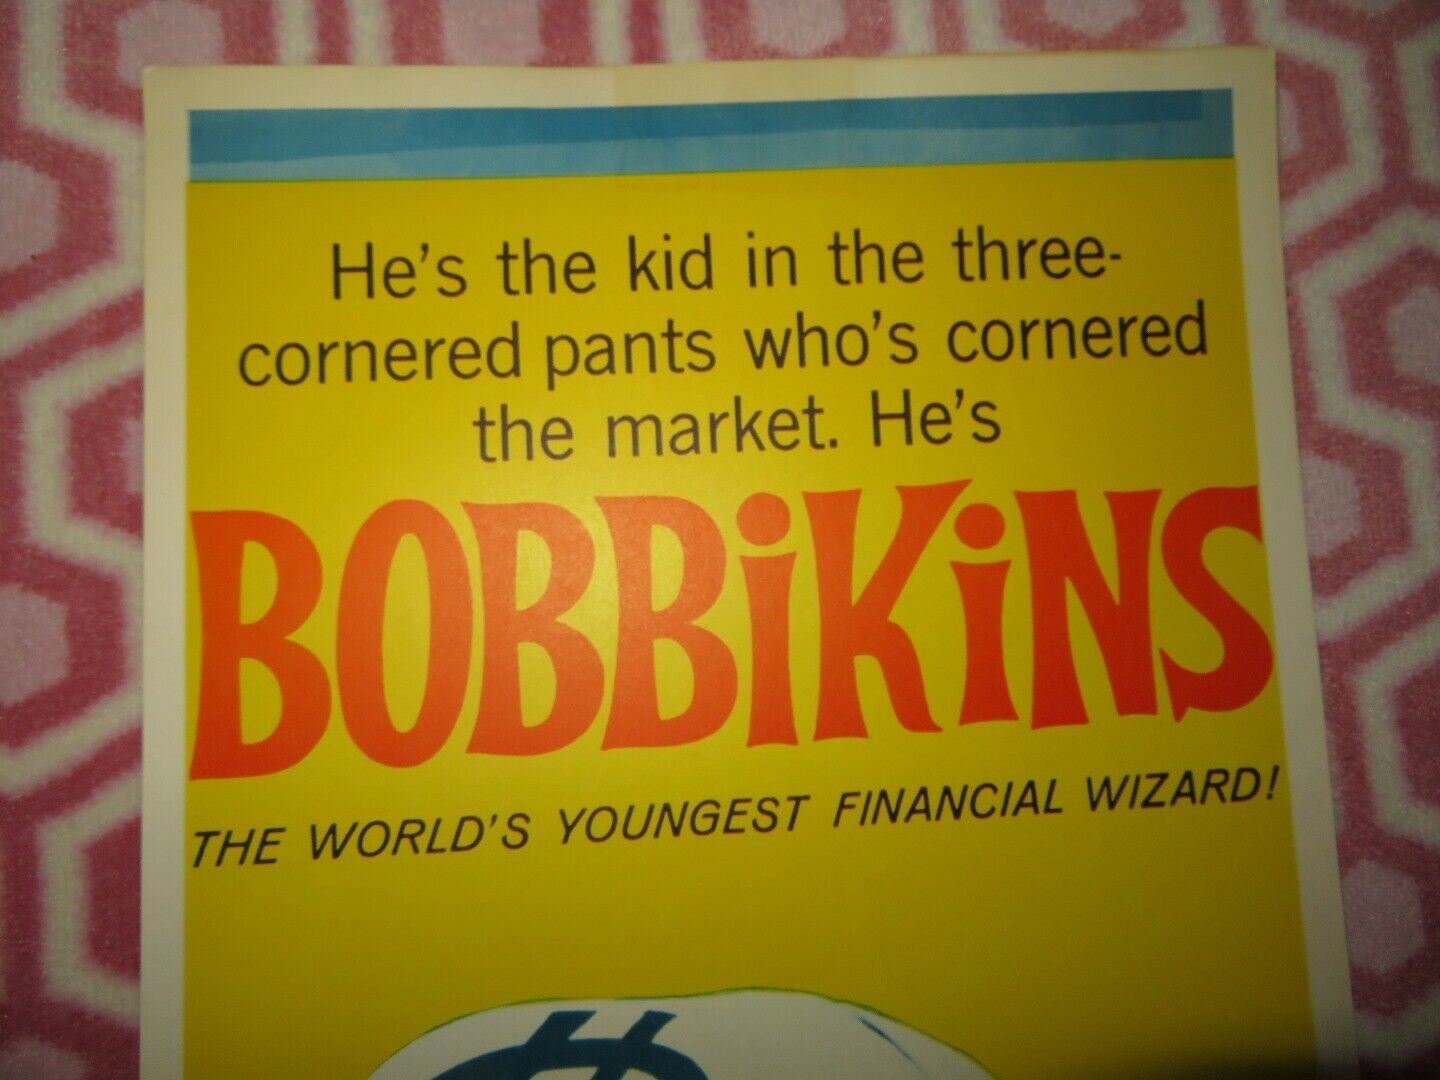 He's the kid in the three-
cornered pants who's cornered
the market. He's
BOBBiKiNS
THE WORLD'S YOUNGEST FINANCIAL WIZARD!
$